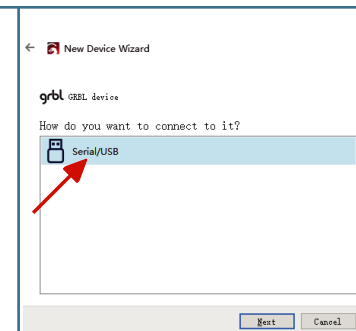 ← New Device Wizard
grbl GRBL device
How do you want to connect to it?
Serial/USB
Next Cancel